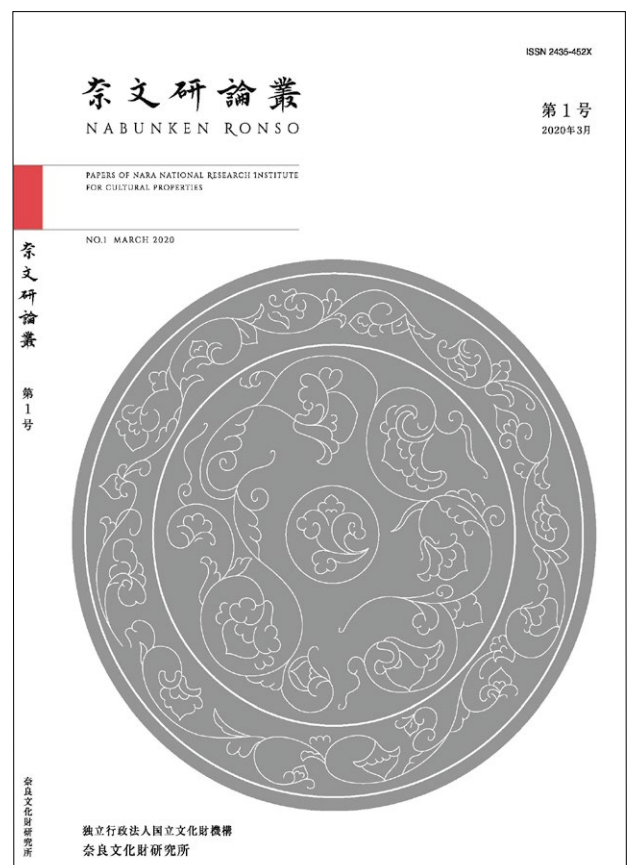 ISSN 2435-452X
奈文研論叢
NABUNKEN RONSO
第1号
2020年3月
PAPERS OF NARA NATIONAL RESEARCH INSTITUTE
FOR CULTURAL PROPERTIES
NO.1 MARCH 2020
奈文研論叢
第1号
奈良文化財研究所
独立行政法人国立文化財機構
奈良文化財研究所